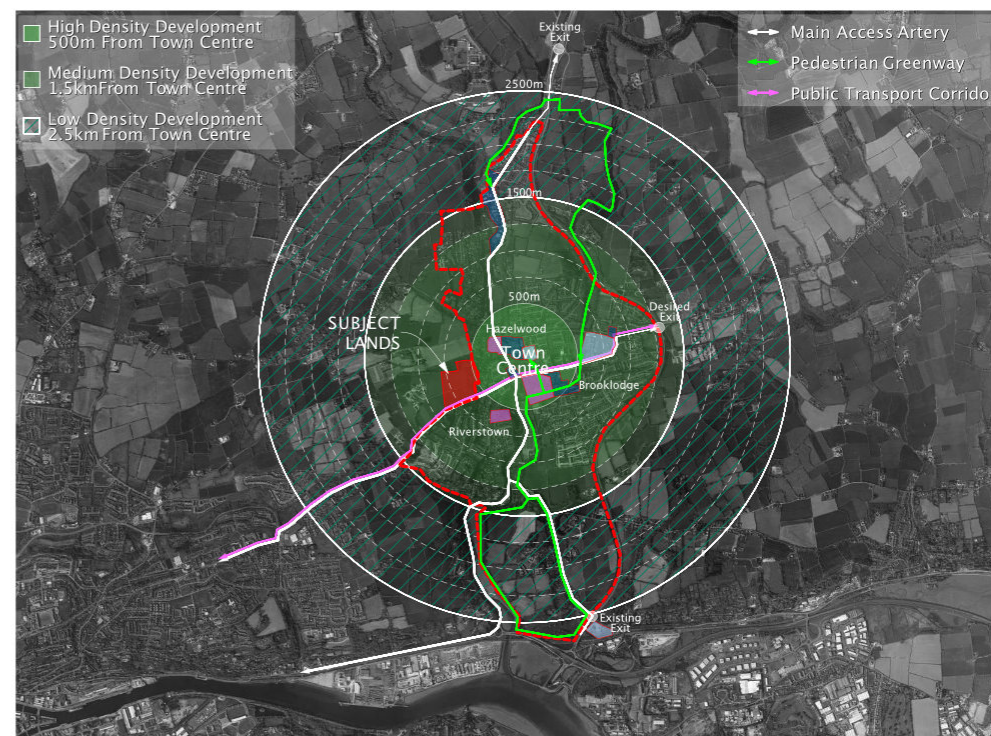 High Density Development
500m From Town Centre
Medium Density Development
1.5kmFrom Town Centre
Low Density Development
2.5km From Town Centre
Existing
Exit
Main Access Artery
Pedestrian Greenway
Public Transport Corrido
2500m
1500m
500m
Desired
Exit
SUBJECT
LANDS
Hazelwood
Town
Centre
Brooklodge
Riverstown
Existing
Exit